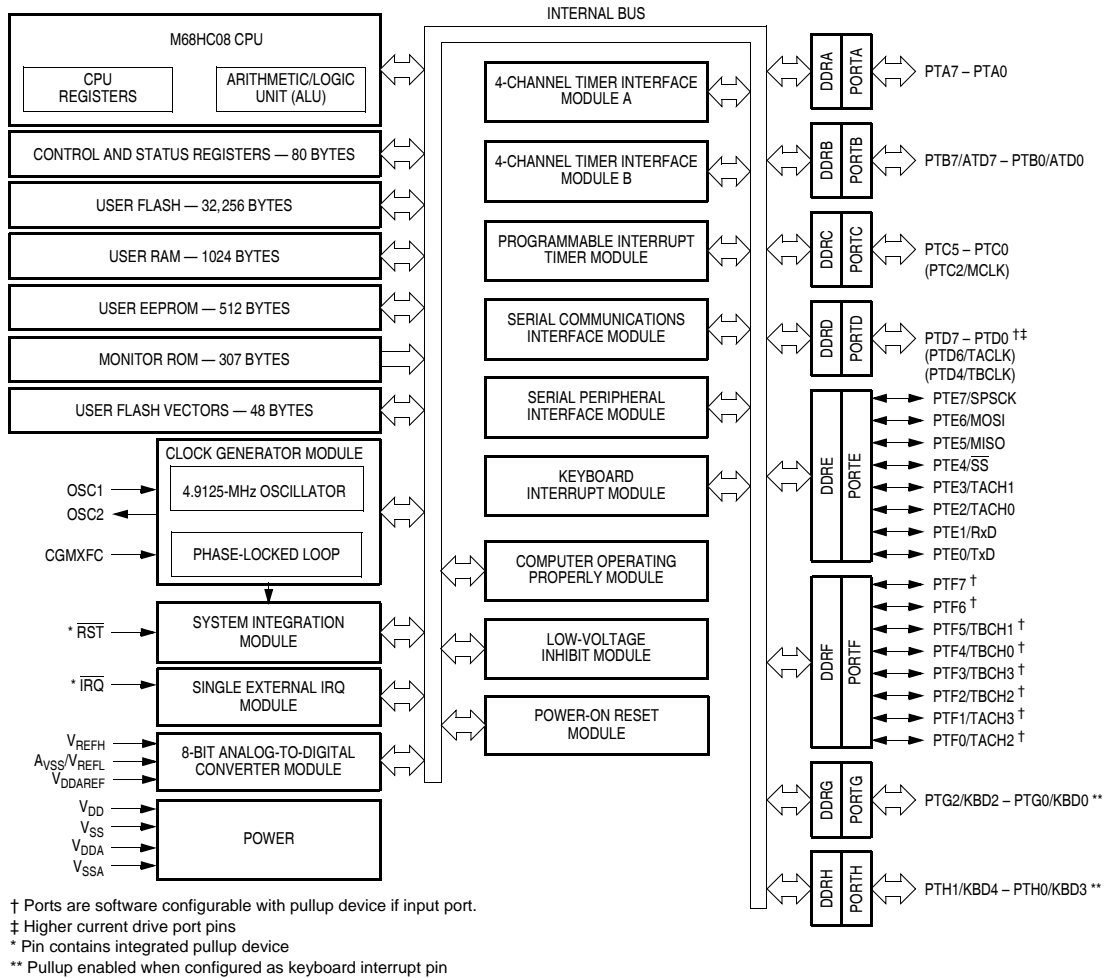 INTERNAL BUS
M68HC08 CPU
CPU
REGISTERS
ARITHMETIC/LOGIC
UNIT (ALU)
CONTROL AND STATUS REGISTERS — 80 BYTES
USER FLASH — 32,256 BYTES
USER RAM — 1024 BYTES
USER EEPROM — 512 BYTES
MONITOR ROM — 307 BYTES
USER FLASH VECTORS — 48 BYTES
CLOCK GENERATOR MODULE
4.9125-MHz OSCILLATOR
PHASE-LOCKED LOOP
OSC1
OSC2
CGMXFC
SYSTEM INTEGRATION
MODULE
* RST
SINGLE EXTERNAL IRQ
MODULE
* IRQ
8-BIT ANALOG-TO-DIGITAL
CONVERTER MODULE
VREFH
AVSS/VREFL
VDDAREF
POWER
VDD
VSS
VDDA
VSSA
4-CHANNEL TIMER INTERFACE
MODULE A
4-CHANNEL TIMER INTERFACE
MODULE B
PROGRAMMABLE INTERRUPT
TIMER MODULE
SERIAL COMMUNICATIONS
INTERFACE MODULE
SERIAL PERIPHERAL
INTERFACE MODULE
KEYBOARD
INTERRUPT MODULE
COMPUTER OPERATING
PROPERLY MODULE
LOW-VOLTAGE
INHIBIT MODULE
POWER-ON RESET
MODULE
DDRA
PORTA
PTA7 – PTA0
DDRB
PORTB
PTB7/ATD7 – PTB0/ATD0
DDRC
PORTC
PTC5 – PTC0
(PTC2/MCLK)
DDRD
PORTD
PTD7 – PTD0 †‡
(PTD6/TACLK)
(PTD4/TBCLK)
DDRE
PORTE
PTE7/SPSCK
PTE6/MOSI
PTE5/MISO
PTE4/SS
PTE3/TACH1
PTE2/TACH0
PTE1/RxD
PTE0/TxD
DDRF
PORTF
PTF7 †
PTF6 †
PTF5/TBCH1 †
PTF4/TBCH0 †
PTF3/TBCH3 †
PTF2/TBCH2 †
PTF1/TACH3 †
PTF0/TACH2 †
DDRG
PORTG
PTG2/KBD2 – PTG0/KBD0 **
DDRH
PORTH
PTH1/KBD4 – PTH0/KBD3 **
† Ports are software configurable with pullup device if input port.
‡ Higher current drive port pins
* Pin contains integrated pullup device
** Pullup enabled when configured as keyboard interrupt pin